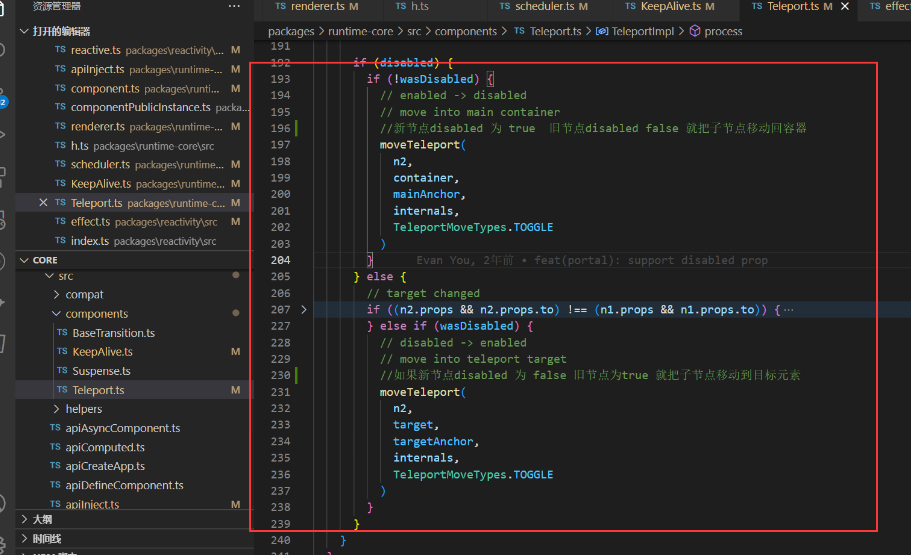 资源管理器 ···
TS renderer.ts M TS h.ts TS scheduler.ts M TS KeepAlive.ts M TS Teleport.ts M × TS effect
packages > runtime-core > src > components > TS Teleport.ts > TeleportImpl > process
打开的编辑器
TS reactive.ts packages\reactivity\... M
TS apiInject.ts packages\runtime-... M
TS component.ts packages\runti... M
TS componentPublicInstance.ts packa...
TS renderer.ts packages\runtime-... M
TS h.ts packages\runtime-core\src
TS scheduler.ts packages\runtime... M
TS KeepAlive.ts packages\runtime... M
× TS Teleport.ts packages\runtime-c... M
TS effect.ts packages\reactivity\src M
TS index.ts packages\reactivity\src
CORE
src
compat
components
TS BaseTransition.ts
TS KeepAlive.ts M
TS Suspense.ts
TS Teleport.ts M
helpers
TS apiAsyncComponent.ts
TS apiComputed.ts
TS apiCreateApp.ts
TS apiDefineComponent.ts
TS apiInject.ts M
大纲
时间线
191
192 if (disabled) {
193 if (!wasDisabled) {
194 // enabled -> disabled
195 // move into main container
196 //新节点disabled 为 true 旧节点disabled false 就把子节点移动回容器
197 moveTeleport(
198 n2,
199 container,
200 mainAnchor,
201 internals,
202 TeleportMoveTypes.TOGGLE
203 )
204 } Evan You, 2年前 • feat(portal): support disabled prop
205 } else {
206 // target changed
207 if ((n2.props && n2.props.to) !== (n1.props && n1.props.to)) {···
227 } else if (wasDisabled) {
228 // disabled -> enabled
229 // move into teleport target
230 //如果新节点disabled 为 false 旧节点为true 就把子节点移动到目标元素
231 moveTeleport(
232 n2,
233 target,
234 targetAnchor,
235 internals,
236 TeleportMoveTypes.TOGGLE
237 )
238 }
239 }
240 }